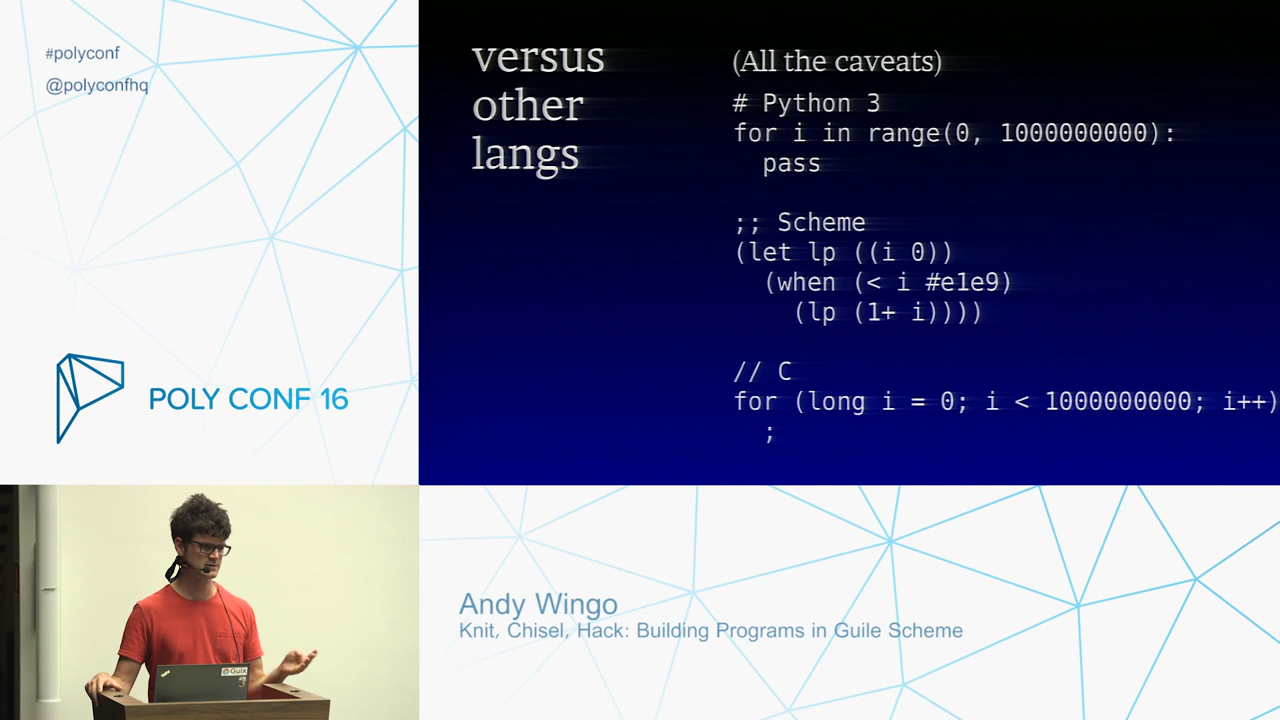 #polyconf
@polyconfhq
POLY CONF 16
versus
other
langs
(All the caveats)
# Python 3
for i in range(0, 1000000000):
  pass
;; Scheme
(let lp ((i 0))
  (when (< i #e1e9)
    (lp (1+ i))))
// C
for (long i = 0; i < 1000000000; i++)
  ;
Guix
Andy Wingo
Knit, Chisel, Hack: Building Programs in Guile Scheme